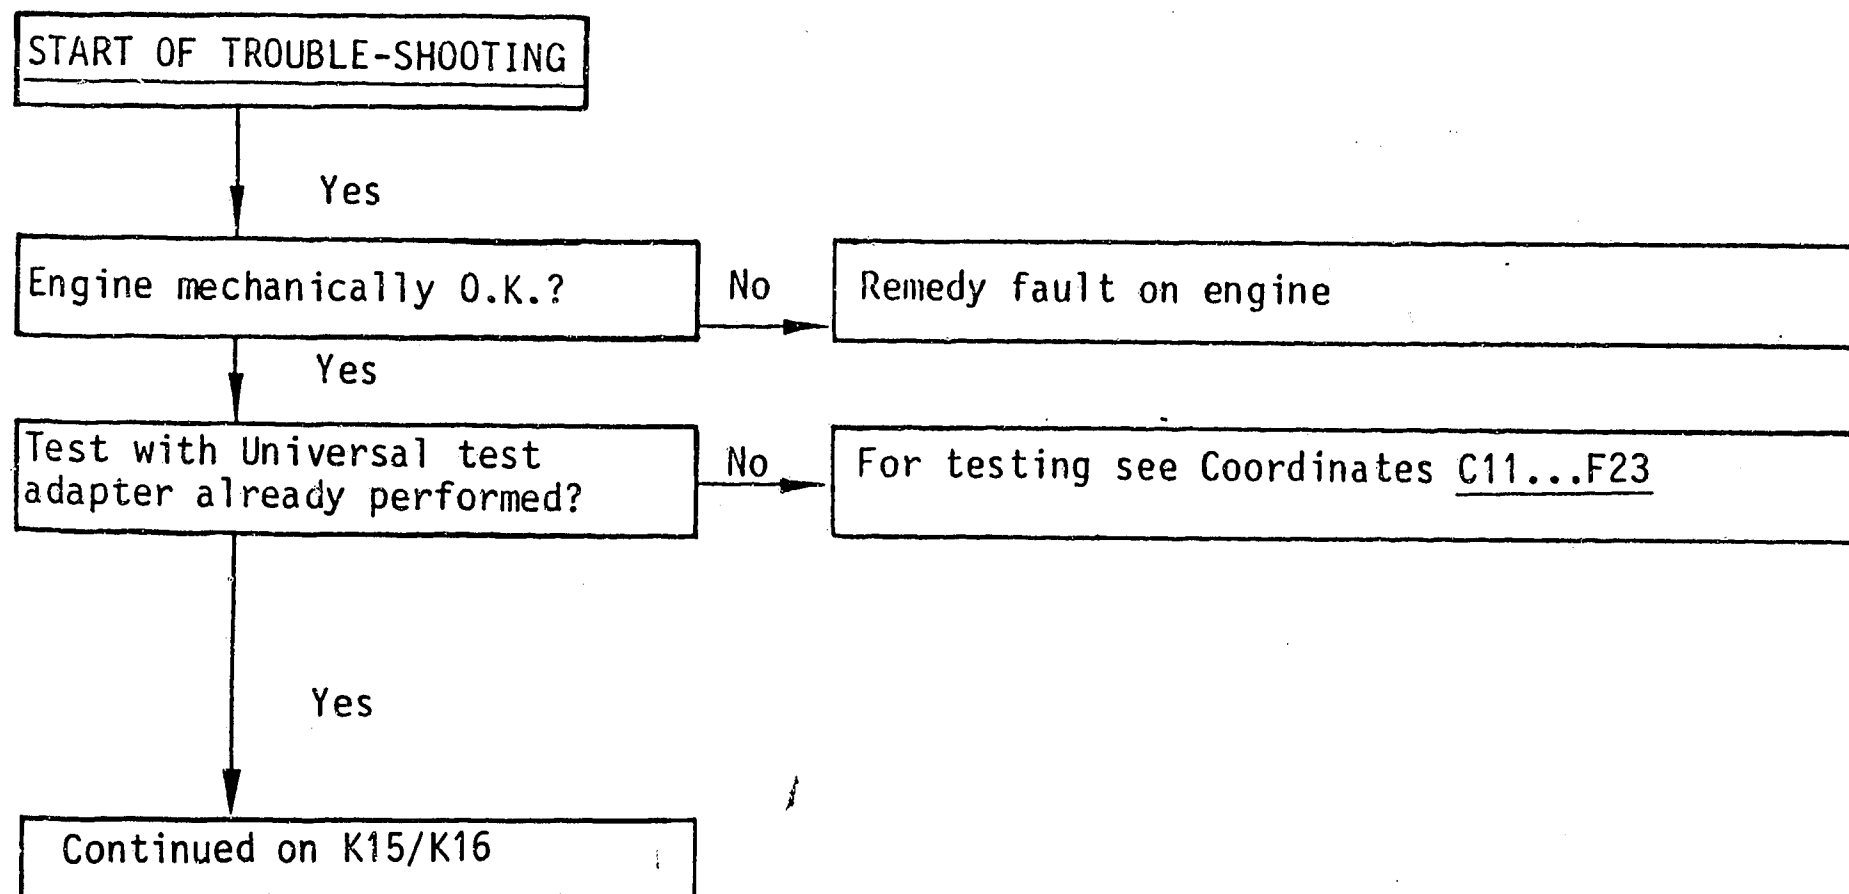 START OF TROUBLE-SHOOTING
Yes
Engine mechanically O.K.?
No
Remedy fault on engine
Yes
Test with Universal test
adapter already performed?
No
For testing see Coordinates C11...F23
Yes
Continued on K15/K16